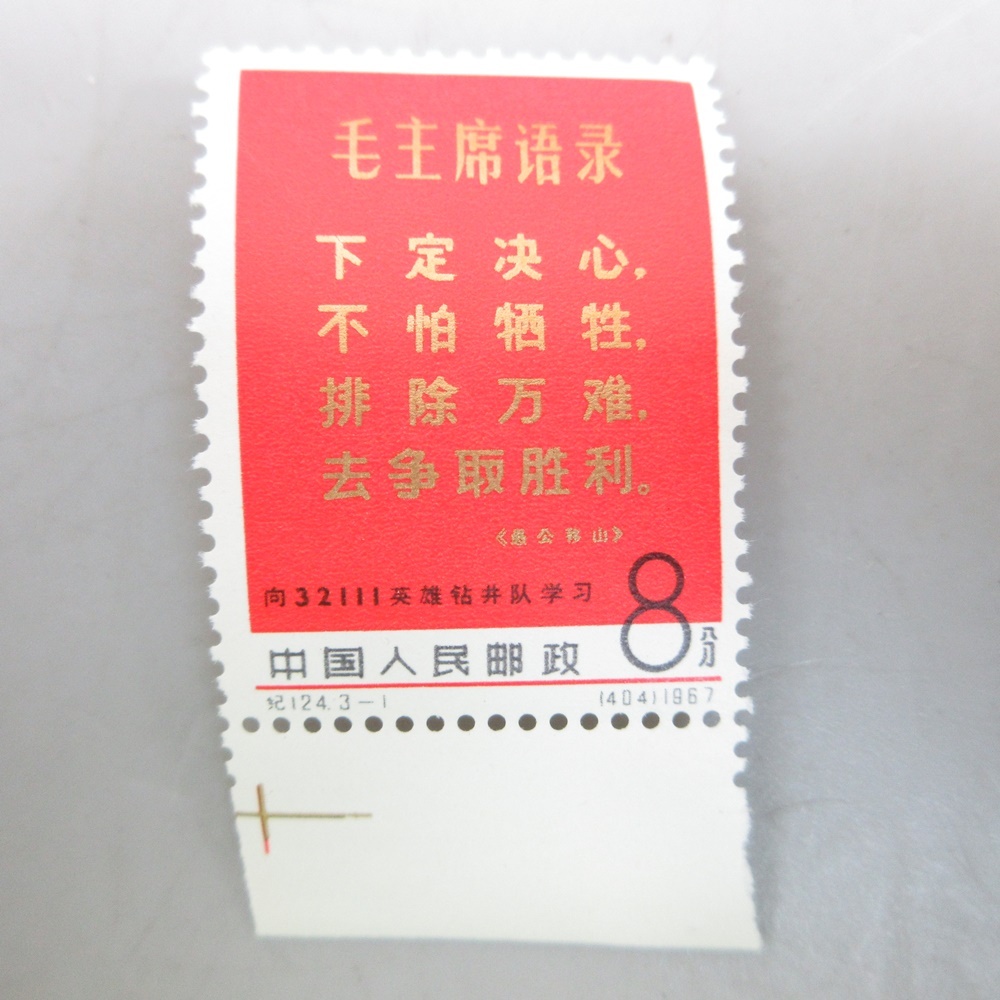 毛主席语录
下定决心,
不怕牺牲,
排除万难,
去争取胜利。
《愚公移山》
向32111英雄钻井队学习
8分
中国人民邮政
纪124.3-1 (404)1967